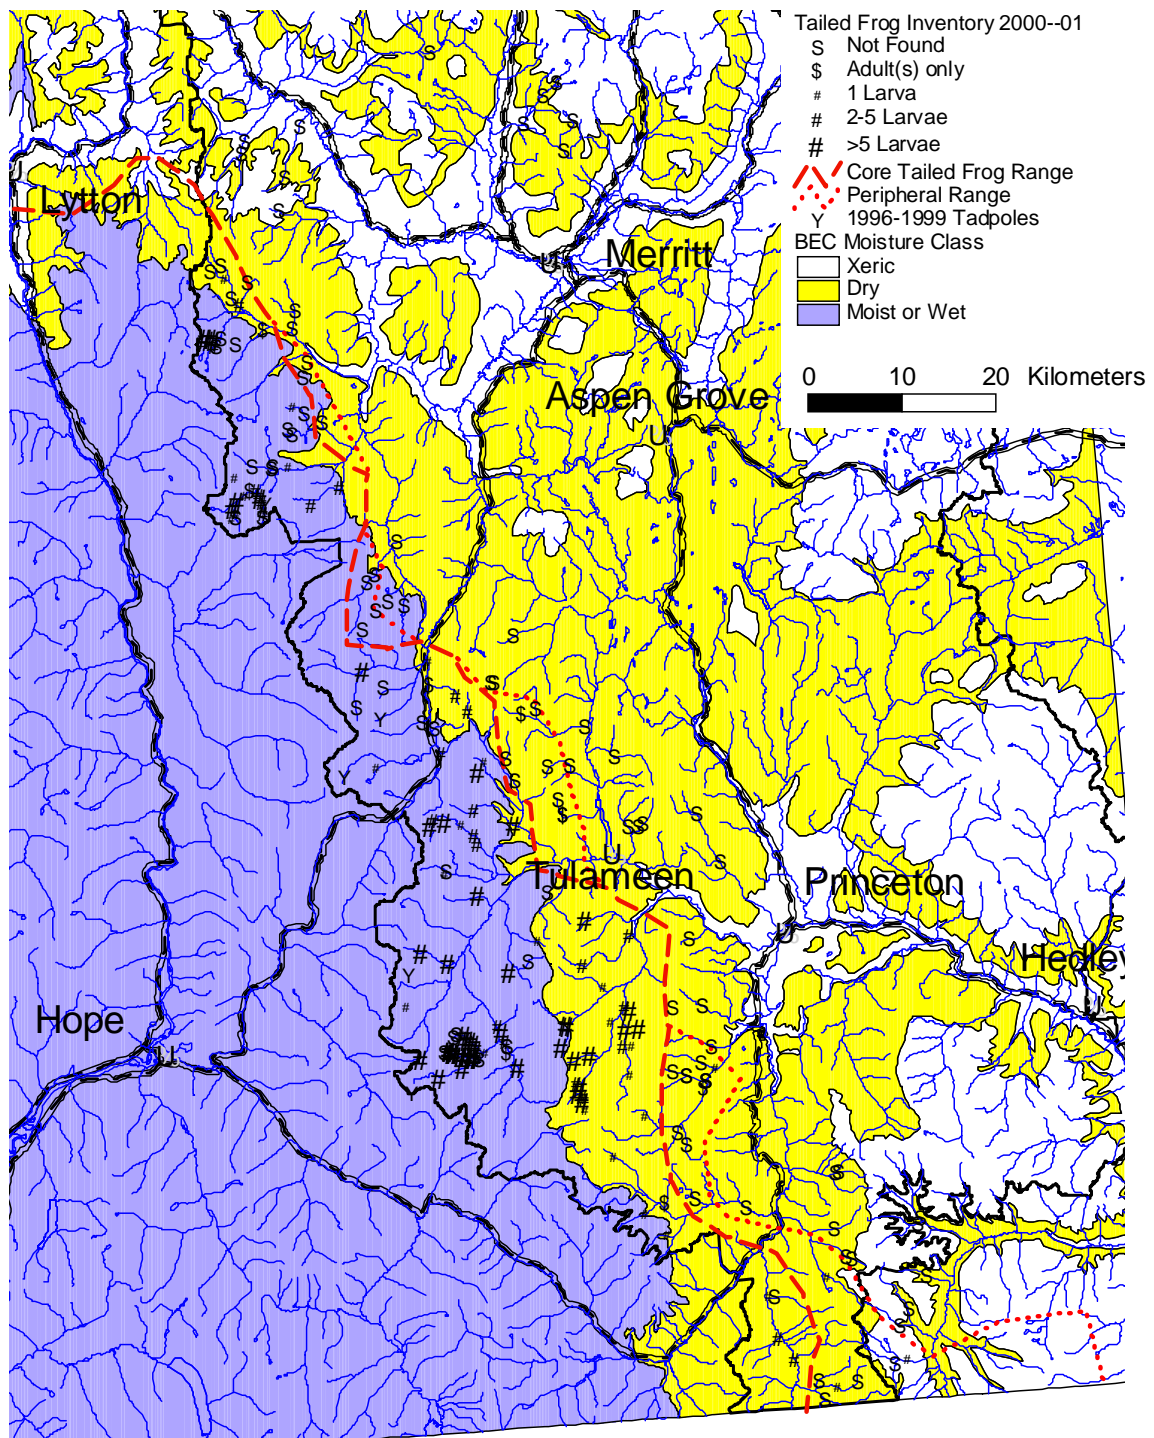 Tailed Frog Inventory 2000--01
S Not Found
$ Adult(s) only
# 1 Larva
# 2-5 Larvae
# >5 Larvae
Core Tailed Frog Range
Peripheral Range
Y 1996-1999 Tadpoles
BEC Moisture Class
Xeric
Dry
Moist or Wet
0 10 20 Kilometers
Lytton
Merritt
Aspen Grove
Tulameen
Princeton
Hedley
Hope